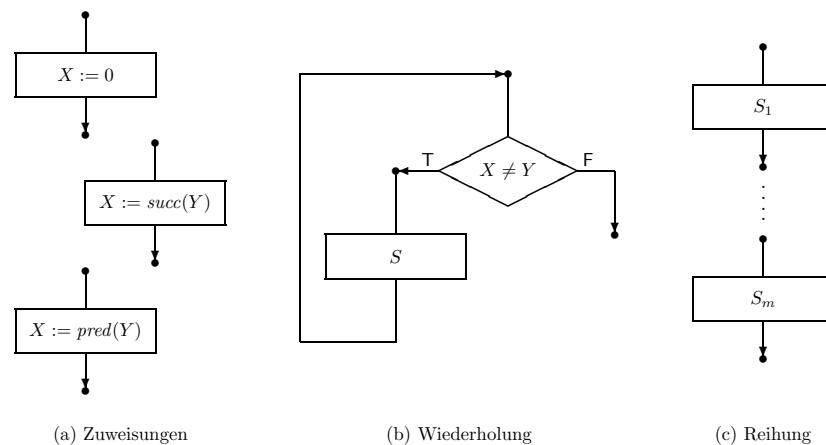 X := 0
X := succ(Y)
X := pred(Y)
(a) Zuweisungen
T
X ≠ Y
F
S
(b) Wiederholung
S₁
Sₘ
(c) Reihung